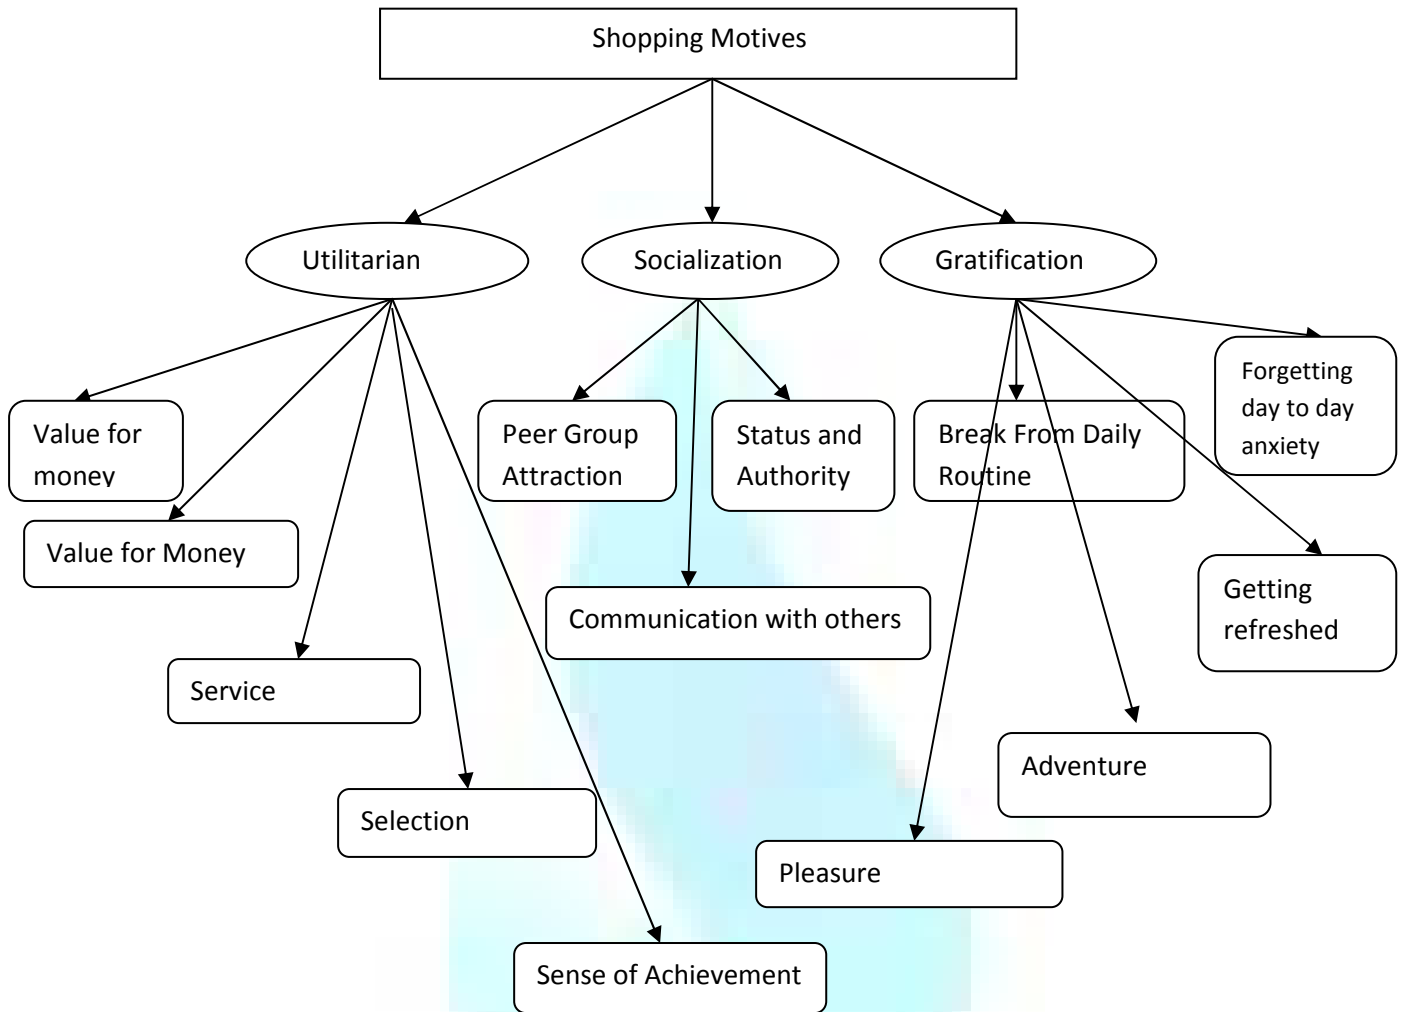 Shopping Motives
Utilitarian
Socialization
Gratification
Value for
money
Value for Money
Service
Selection
Sense of Achievement
Peer Group
Attraction
Status and
Authority
Communication with others
Break From Daily
Routine
Forgetting
day to day
anxiety
Getting
refreshed
Adventure
Pleasure